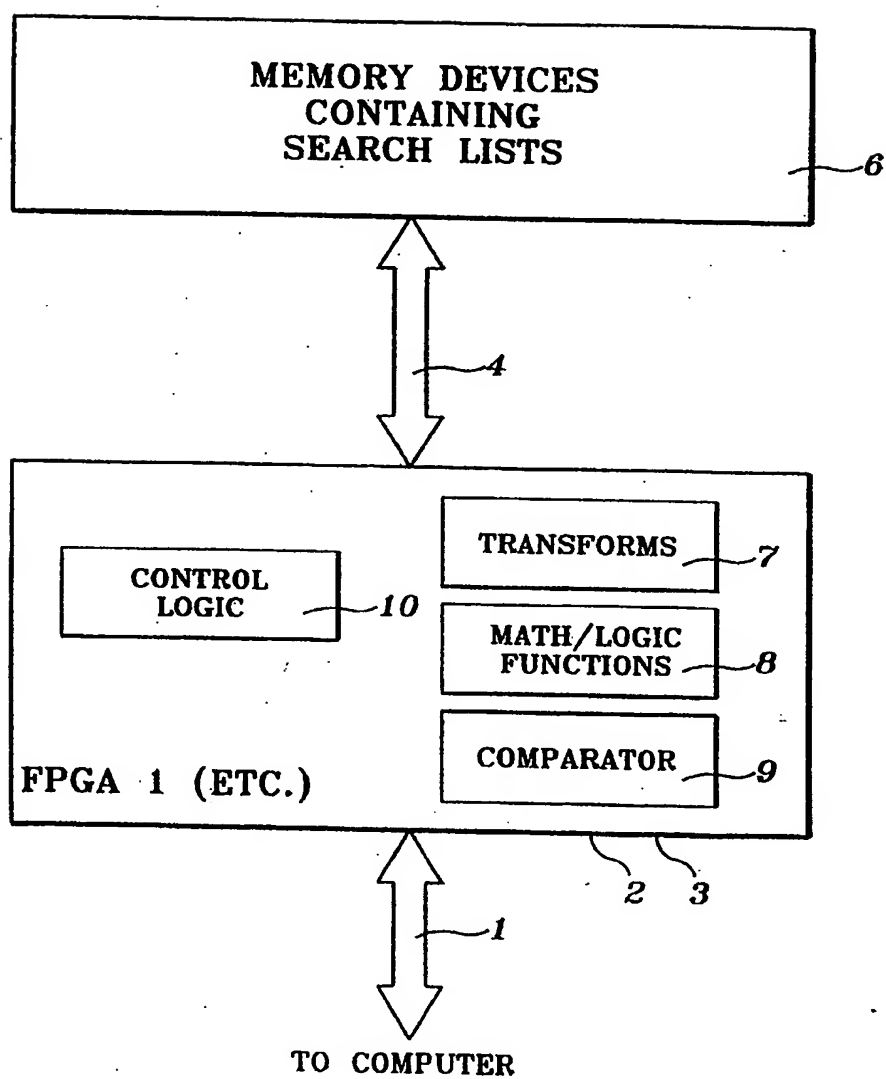 MEMORY DEVICES
CONTAINING
SEARCH LISTS
6
4
TRANSFORMS
7
CONTROL
LOGIC
10
MATH/LOGIC
FUNCTIONS
8
COMPARATOR
9
FPGA 1 (ETC.)
2 3
1
TO COMPUTER